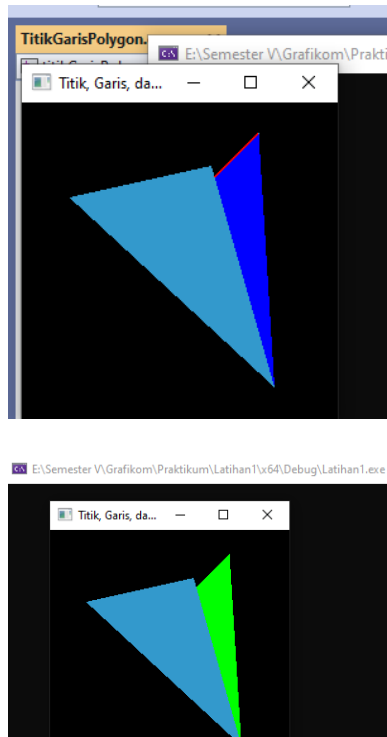 TitikGarisPolygon.
E:\Semester V\Grafikom\Prakti
Titik, Garis, da...
E:\Semester V\Grafikom\Praktikum\Latihan1\x64\Debug\Latihan1.exe
Titik, Garis, da...